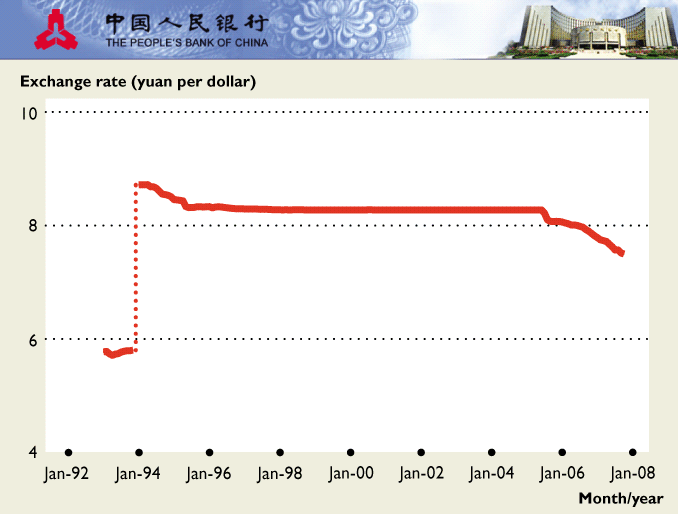 中国人民银行
THE PEOPLE'S BANK OF CHINA
Exchange rate (yuan per dollar)
10
8
6
4
Jan-92 Jan-94 Jan-96 Jan-98 Jan-00 Jan-02 Jan-04 Jan-06 Jan-08
Month/year